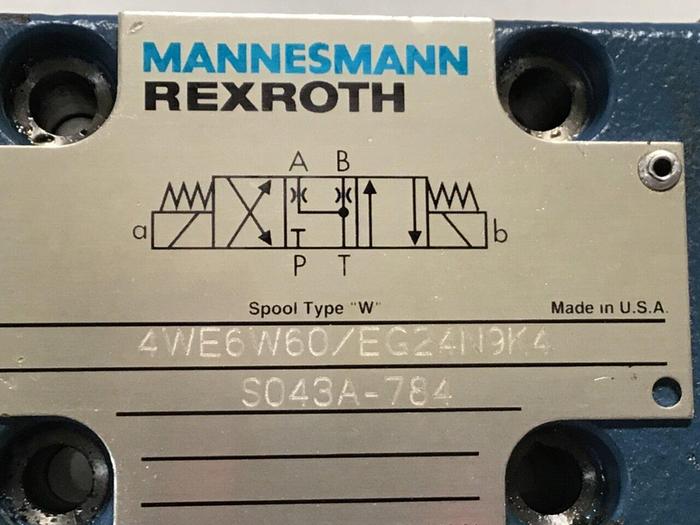 MANNESMANN
REXROTH
A B
a b
P T
Spool Type "W" Made in U.S.A.
4WE6W60/EG24N9K4
S043A-784